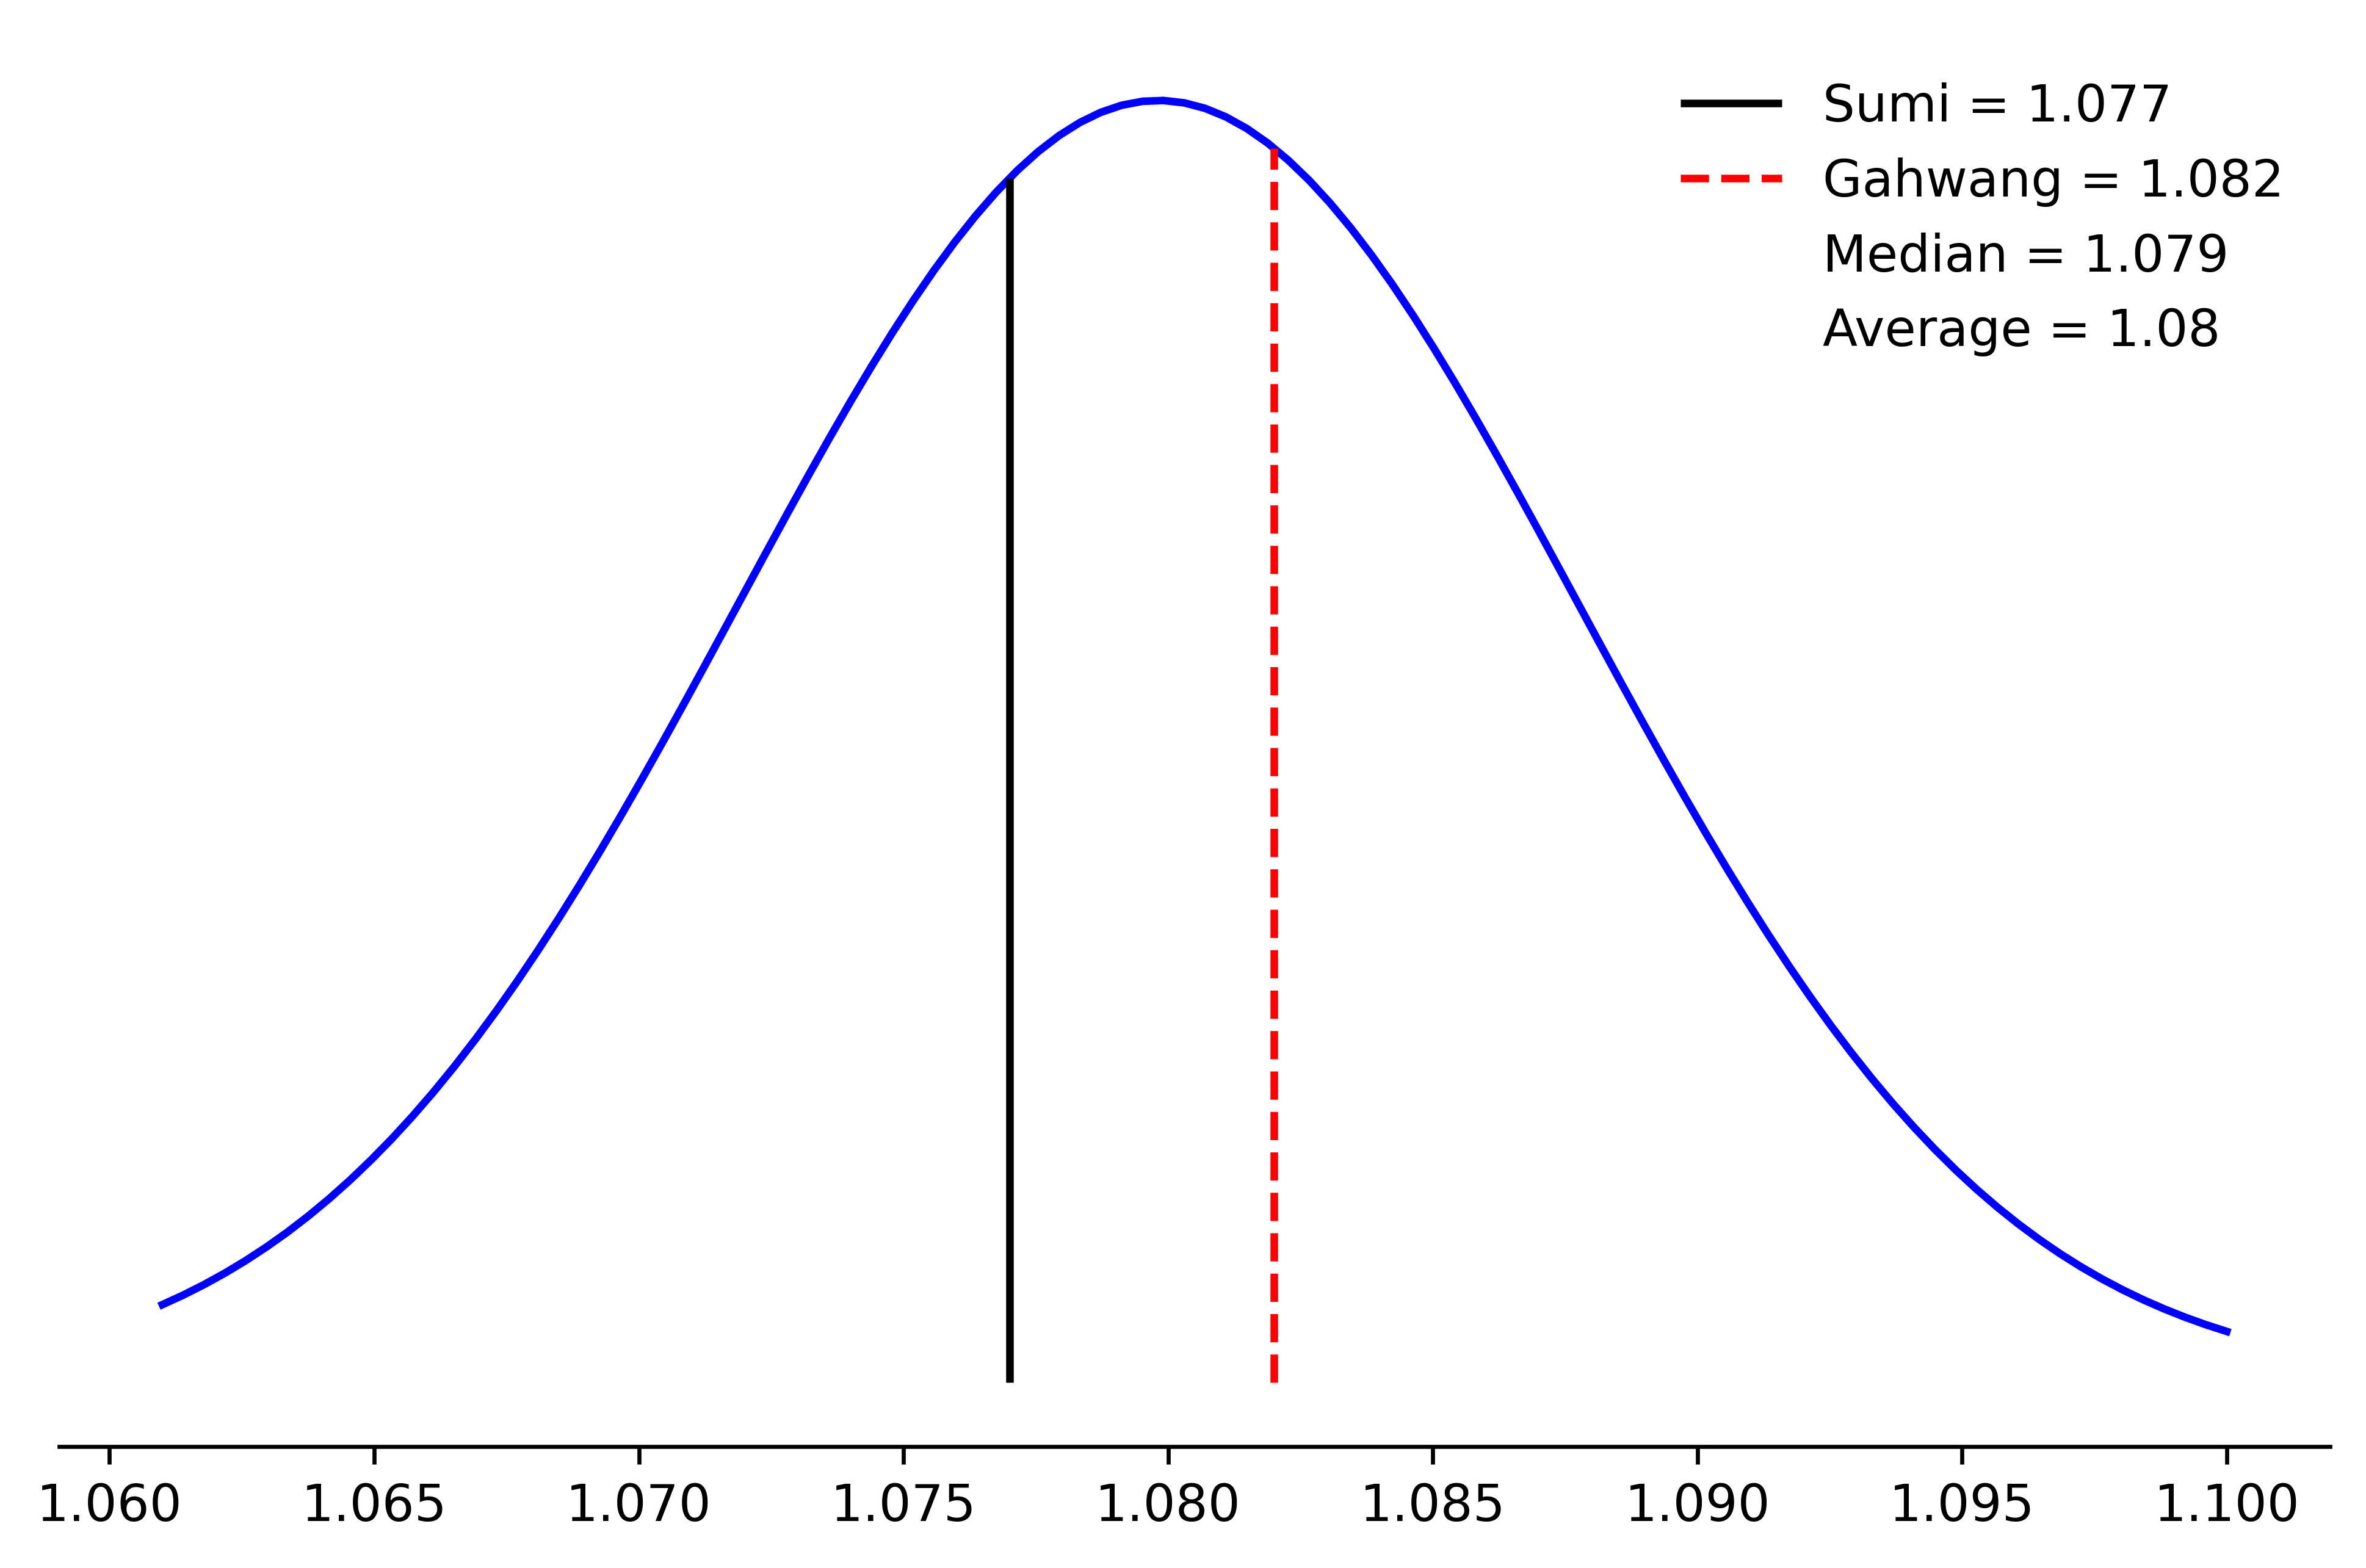 Sumi = 1.077
Gahwang = 1.082
Median = 1.079
Average = 1.08
1.060 1.065 1.070 1.075 1.080 1.085 1.090 1.095 1.100